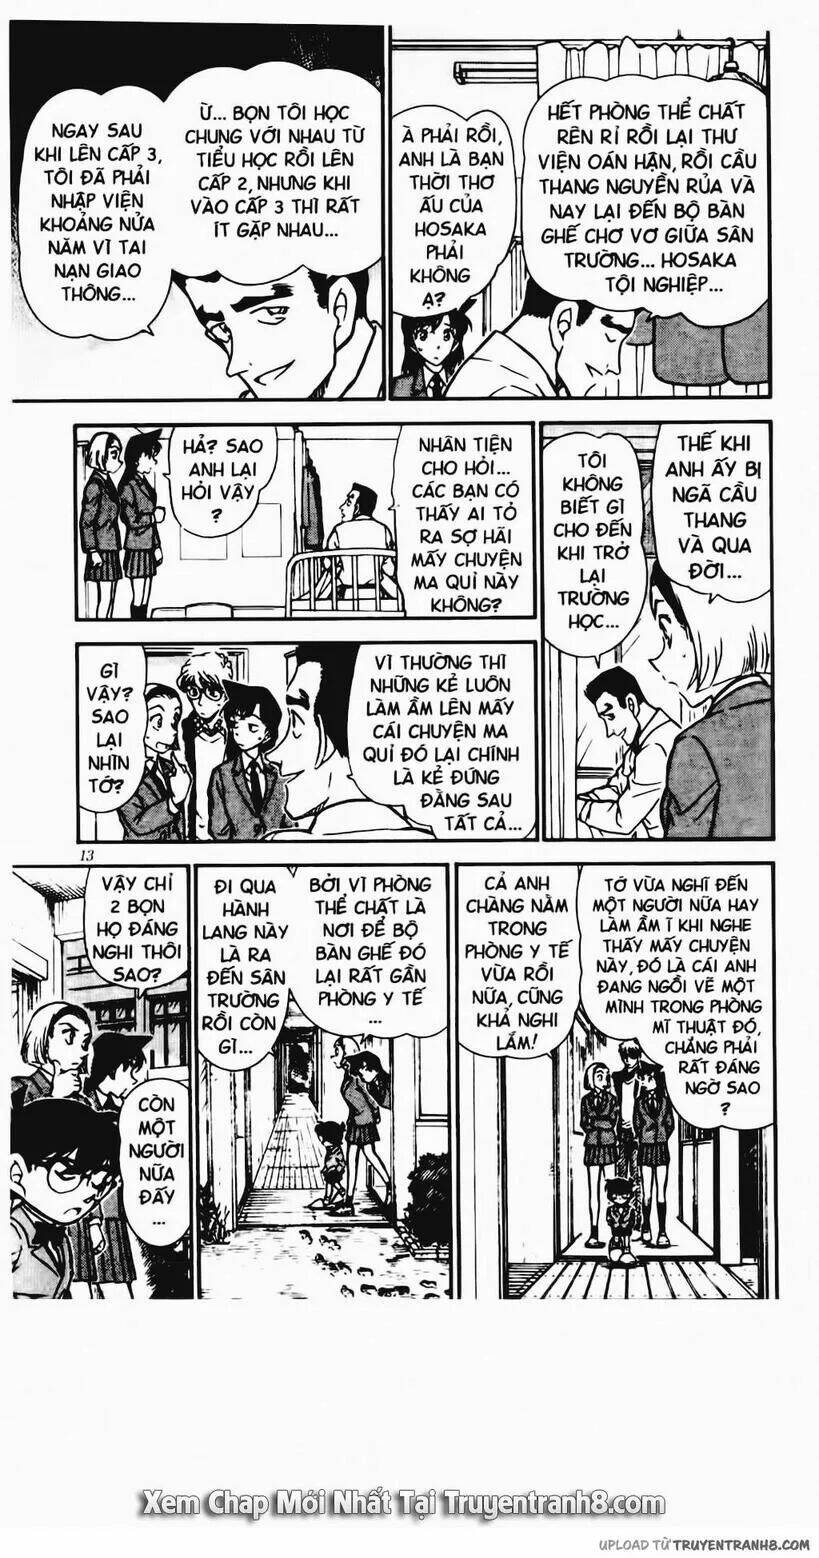 HẾT PHÒNG THỂ CHẤT
RÊN RỈ RỒI LẠI THƯ
VIỆN OÁN HẬN, RỒI CẦU
THANG NGUYỀN RỦA VÀ
NAY LẠI ĐẾN BỘ BÀN
GHẾ CHƠ VƠ GIỮA SÂN
TRƯỜNG... HOSAKA
TỘI NGHIỆP...
À PHẢI RỒI,
ANH LÀ BẠN
THỜI THƠ
ẤU CỦA
HOSAKA
PHẢI
KHÔNG
Ạ?
Ừ... BỌN TÔI HỌC
CHUNG VỚI NHAU TỪ
TIỂU HỌC RỒI LÊN
CẤP 2, NHƯNG KHI
VÀO CẤP 3 THÌ RẤT
ÍT GẶP NHAU...
NGAY SAU
KHI LÊN CẤP 3,
TÔI ĐÃ PHẢI
NHẬP VIỆN
KHOẢNG NỬA
NĂM VÌ TAI
NẠN GIAO
THÔNG...
THẾ KHI
ANH ẤY BỊ
NGÃ CẦU
THANG
VÀ QUA
ĐỜI...
TÔI
KHÔNG
BIẾT GÌ
CHO ĐẾN
KHI TRỞ
LẠI
TRƯỜNG
HỌC...
NHÂN TIỆN
CHO HỎI...
CÁC BẠN CÓ
THẤY AI TỎ
RA SỢ HÃI
MẤY CHUYỆN
MA QUỈ NÀY
KHÔNG?
HẢ? SAO
ANH LẠI
HỎI VẬY
?
VÌ THƯỜNG THÌ
NHỮNG KẺ LUÔN
LÀM ẦM LÊN MẤY
CÁI CHUYỆN MA
QUỈ ĐÓ LẠI CHÍNH
LÀ KẺ ĐỨNG
ĐẰNG SAU
TẤT CẢ...
GÌ
VẬY?
SAO
LẠI
NHÌN
TỚ?
13
TỚ VỪA NGHĨ ĐẾN
MỘT NGƯỜI NỮA HAY
LÀM ẦM Ĩ KHI NGHE
THẤY MẤY CHUYỆN
NÀY, ĐÓ LÀ CÁI ANH
ĐANG NGỒI VẼ MỘT
MÌNH TRONG PHÒNG
MĨ THUẬT ĐÓ,
CHẲNG PHẢI
RẤT ĐÁNG
NGỜ SAO
?
CẢ ANH
CHÀNG NẰM
TRONG
PHÒNG Y TẾ
VỪA RỒI
NỮA, CŨNG
KHẢ NGHI
LẮM!
BỞI VÌ PHÒNG
THỂ CHẤT LÀ
NƠI ĐỂ BỘ
BÀN GHẾ ĐÓ
LẠI RẤT GẦN
PHÒNG Y TẾ
...
ĐI QUA
HÀNH
LANG NÀY
LÀ RA
ĐẾN SÂN
TRƯỜNG
RỒI CÒN
GÌ...
VẬY CHỈ
2 BỌN
HỌ ĐÁNG
NGHI THÔI
SAO?
CÒN
MỘT
NGƯỜI
NỮA
ĐẤY
...
Xem Chap Mới Nhất Tại Truyentranh8.com
UPLOAD TỪ TRUYENTRANH8.COM